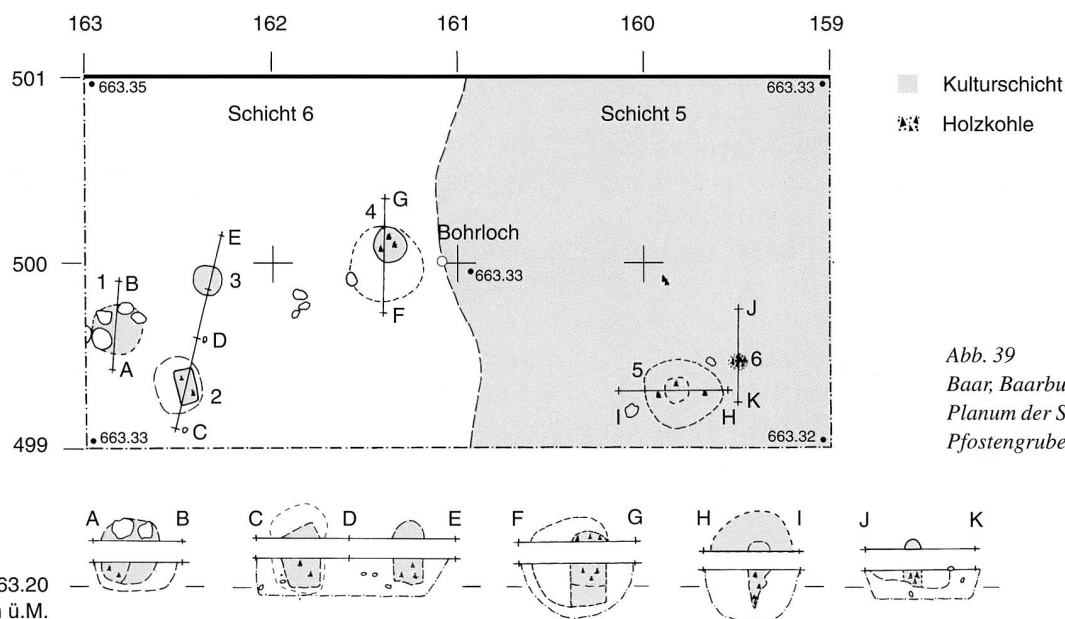 163 162 161 160 159
501
663.35
663.33
Kulturschicht
Schicht 6
Schicht 5
Holzkohle
G
4
E
Bohrloch
500
663.33
3
1 B
F
J
D
5
6
A
2
I
H
K
C
663.33
663.32
499
Abb. 39
Baar, Baarbu
Planum der S
Pfostengrube
A B C D E F G H I J K
63.20
ü.M.